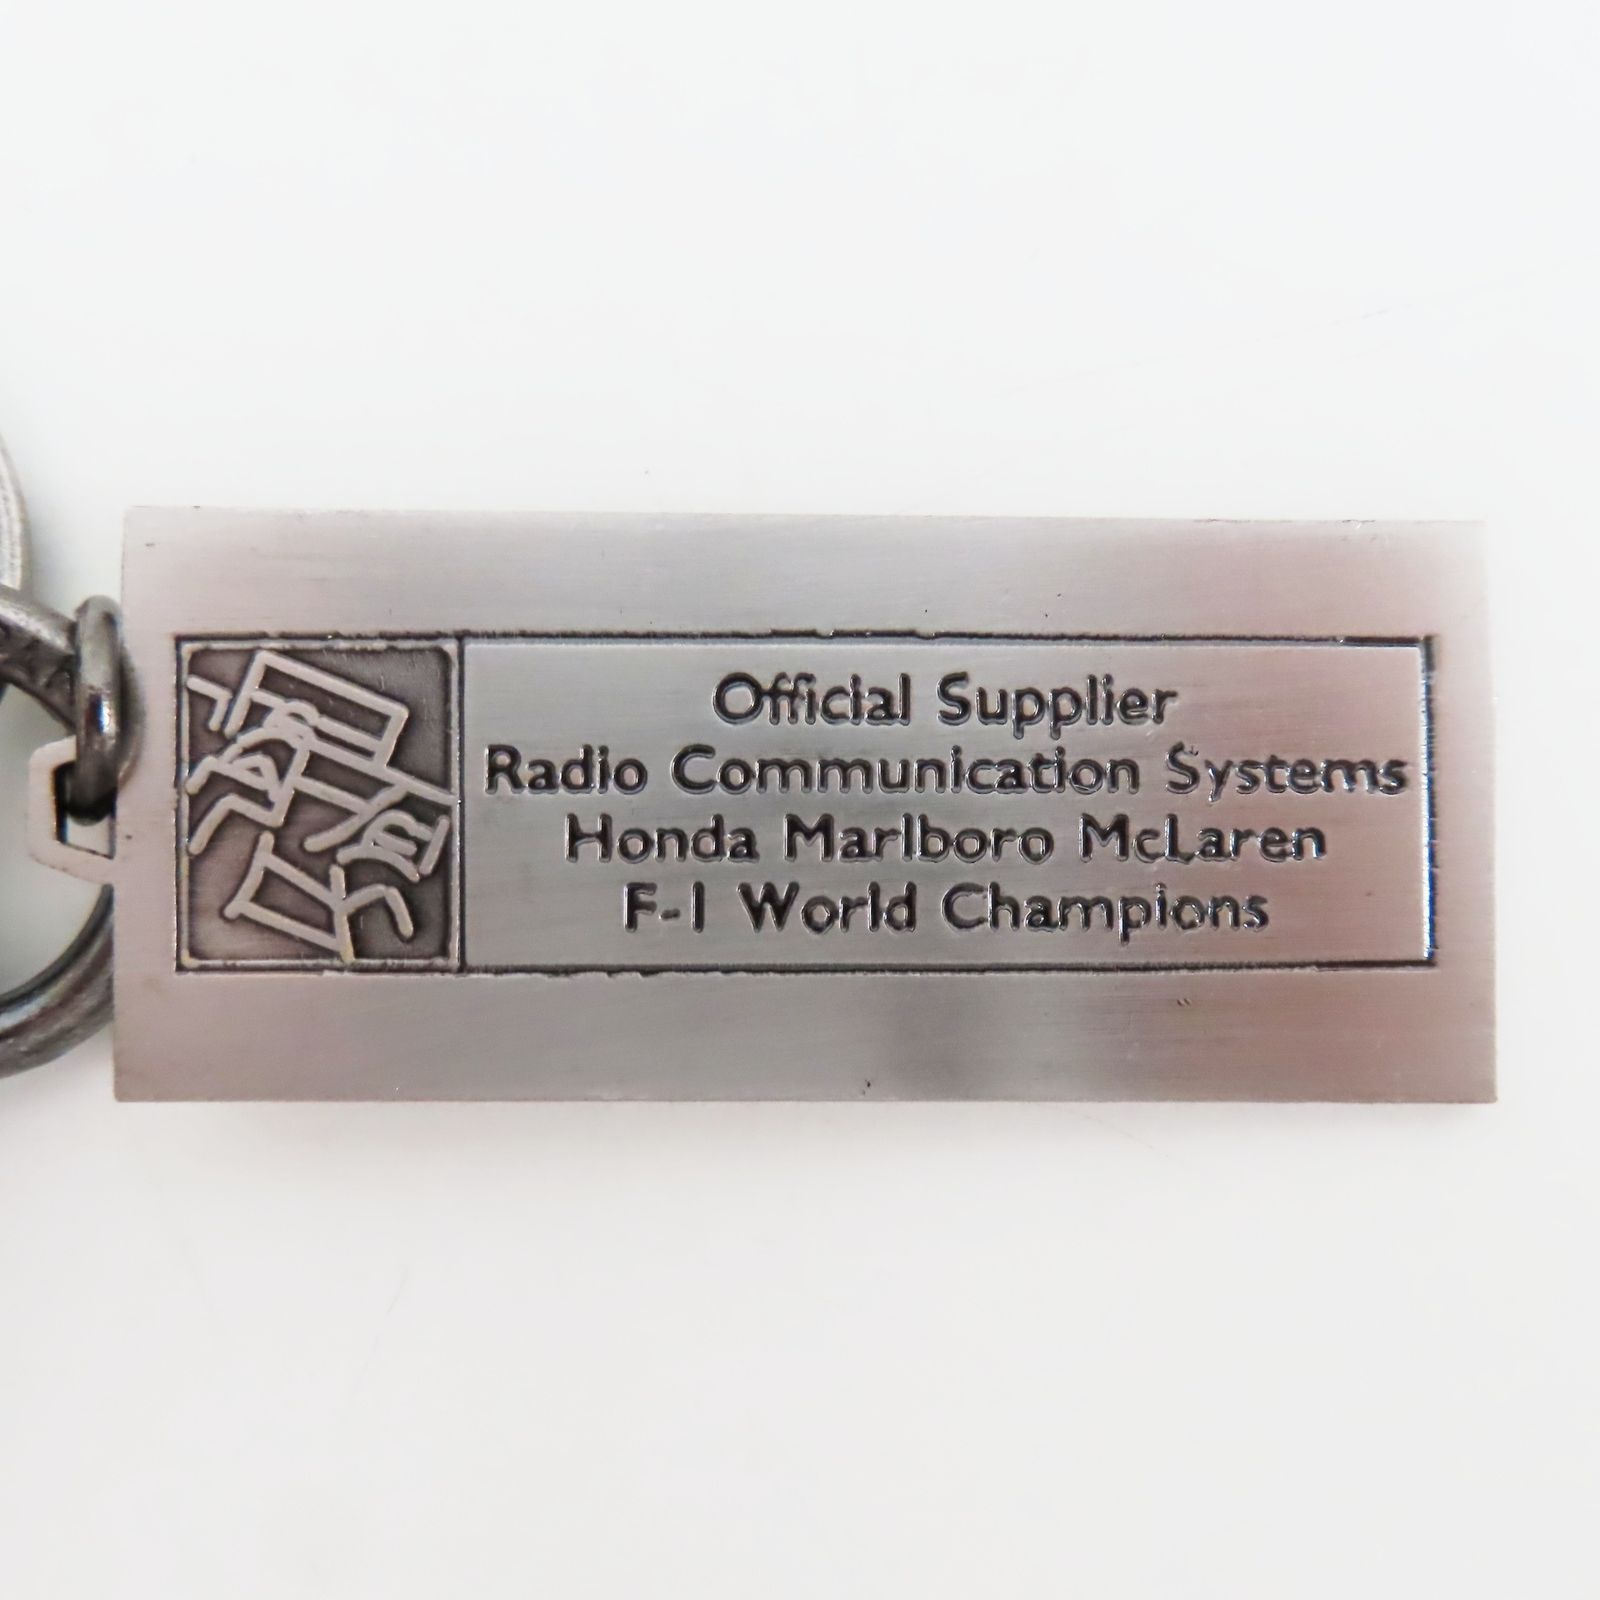 Official Supplier
Radio Communication Systems
Honda Marlboro McLaren
F-1 World Champions